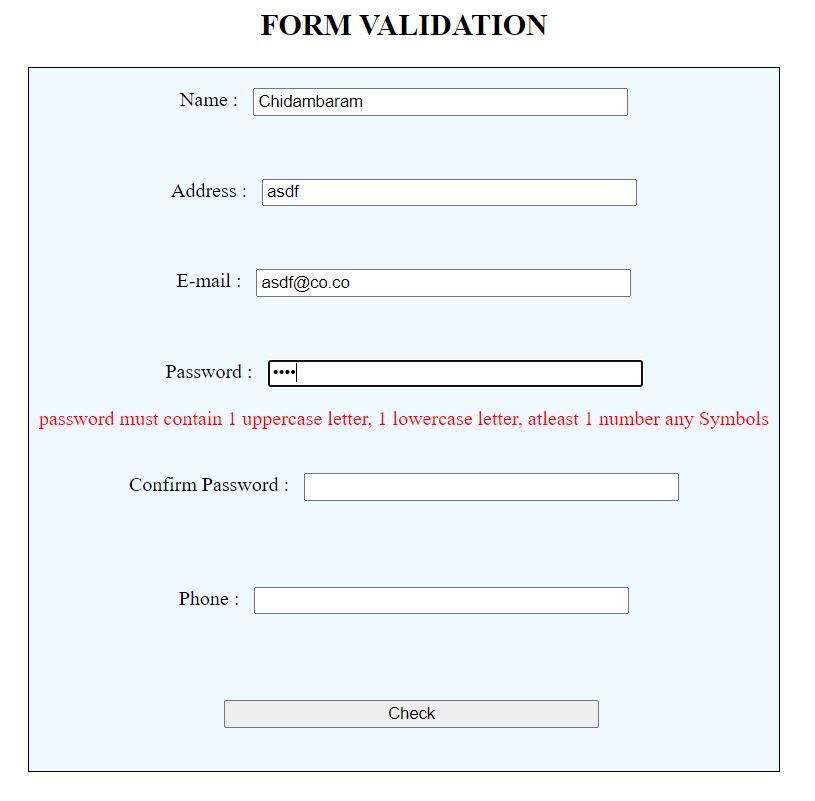 FORM VALIDATION
Name : Chidambaram
Address : asdf
E-mail : asdf@co.co
Password : ••••
password must contain 1 uppercase letter, 1 lowercase letter, atleast 1 number any Symbols
Confirm Password :
Phone :
Check